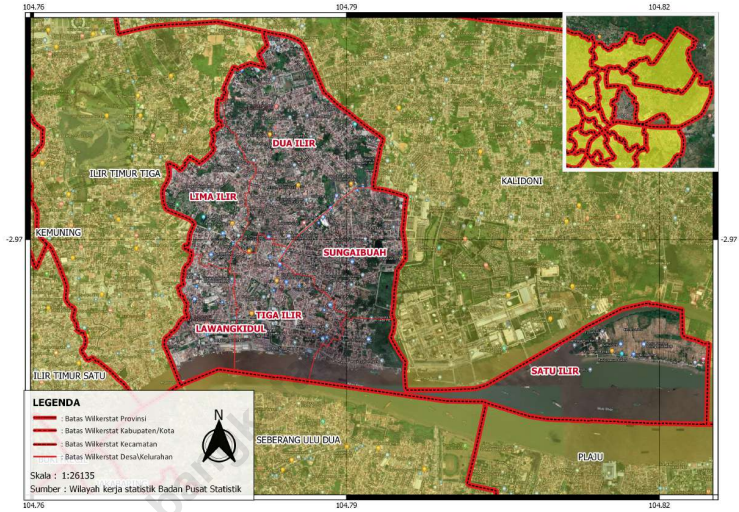 104.76
104.79
104.82
DUA ILIR
ILIR TIMUR TIGA
KALIDONI
LIMA ILIR
KEMUNING
-2.97
-2.97
SUNGAIBUAH
TIGA ILIR
LAWANGKIDUL
SATU ILIR
ILIR TIMUR SATU
LEGENDA
: Batas Wilkerstat Provinsi
: Batas Wilkerstat Kabupaten/Kota
: Batas Wilkerstat Kecamatan
: Batas Wilkerstat Desa\Kelurahan
N
Skala : 1:26135
Sumber : Wilayah kerja statistik Badan Pusat Statistik
SEBERANG ULU DUA
PLAJU
104.76
104.79
104.82